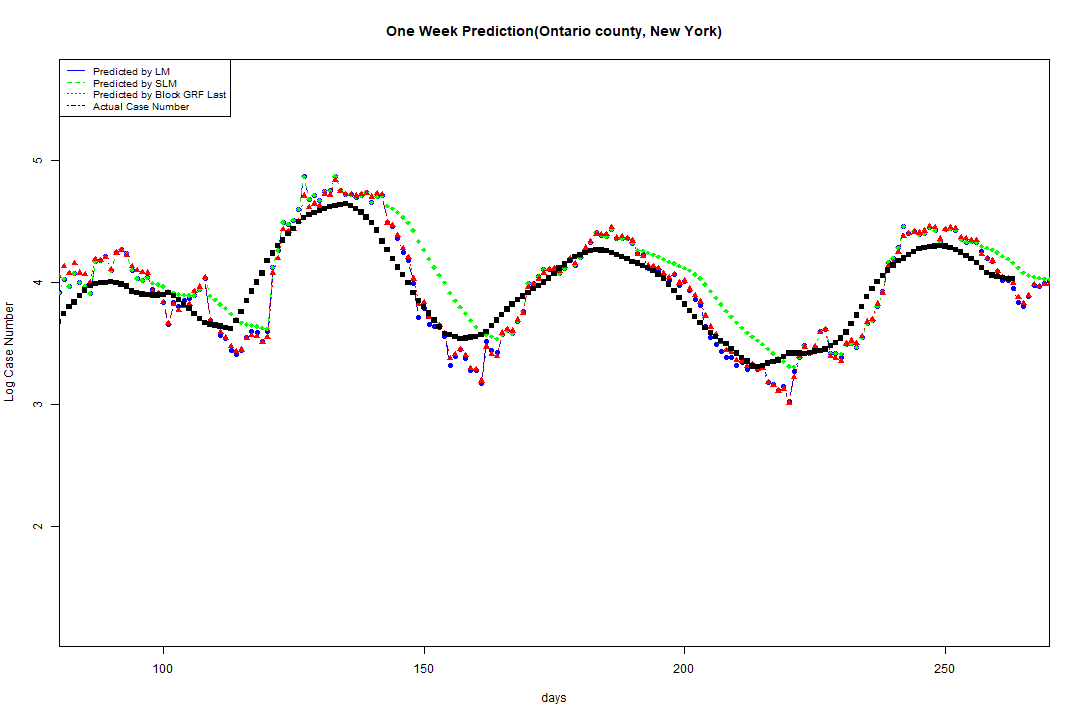 One Week Prediction(Ontario county, New York)
Predicted by LM
Predicted by SLM
Predicted by Block GRF Last
Actual Case Number
5
4
3
2
Log Case Number
100
150
200
250
days